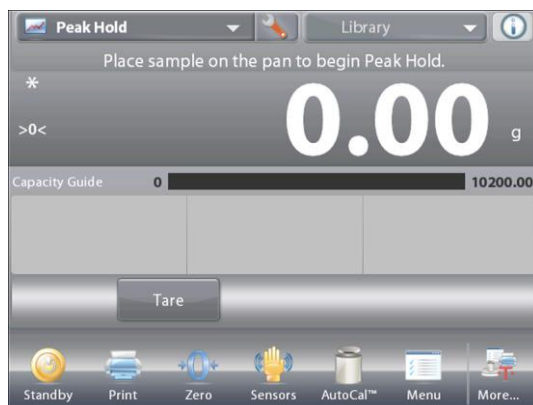 Peak Hold
Library
Place sample on the pan to begin Peak Hold.
*
>0<
0.00 g
Capacity Guide 0 10200.00
Tare
Standby Print Zero Sensors AutoCal™ Menu More...